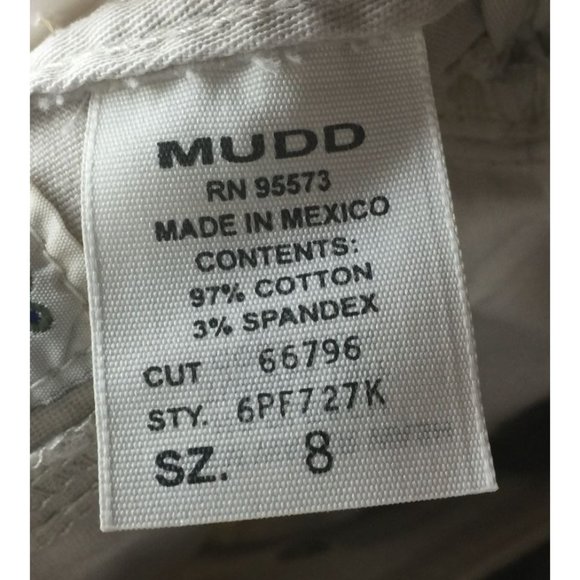 MUDD
RN 95573
MADE IN MEXICO
CONTENTS:
97% COTTON
3% SPANDEX
CUT 66796
STY. 6PF727K
SZ. 8